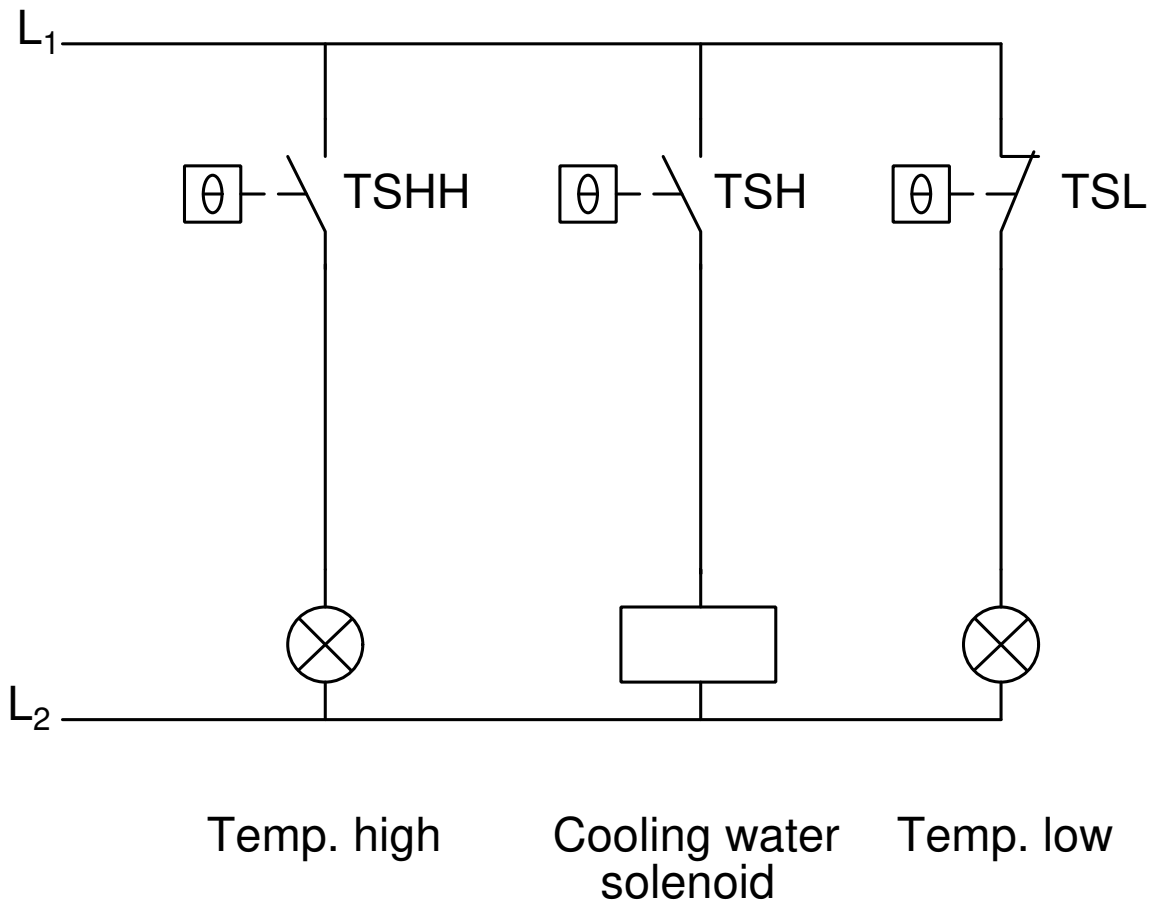 L₁
θ
TSHH
θ
TSH
θ
TSL
L₂
Temp. high
Cooling water
solenoid
Temp. low